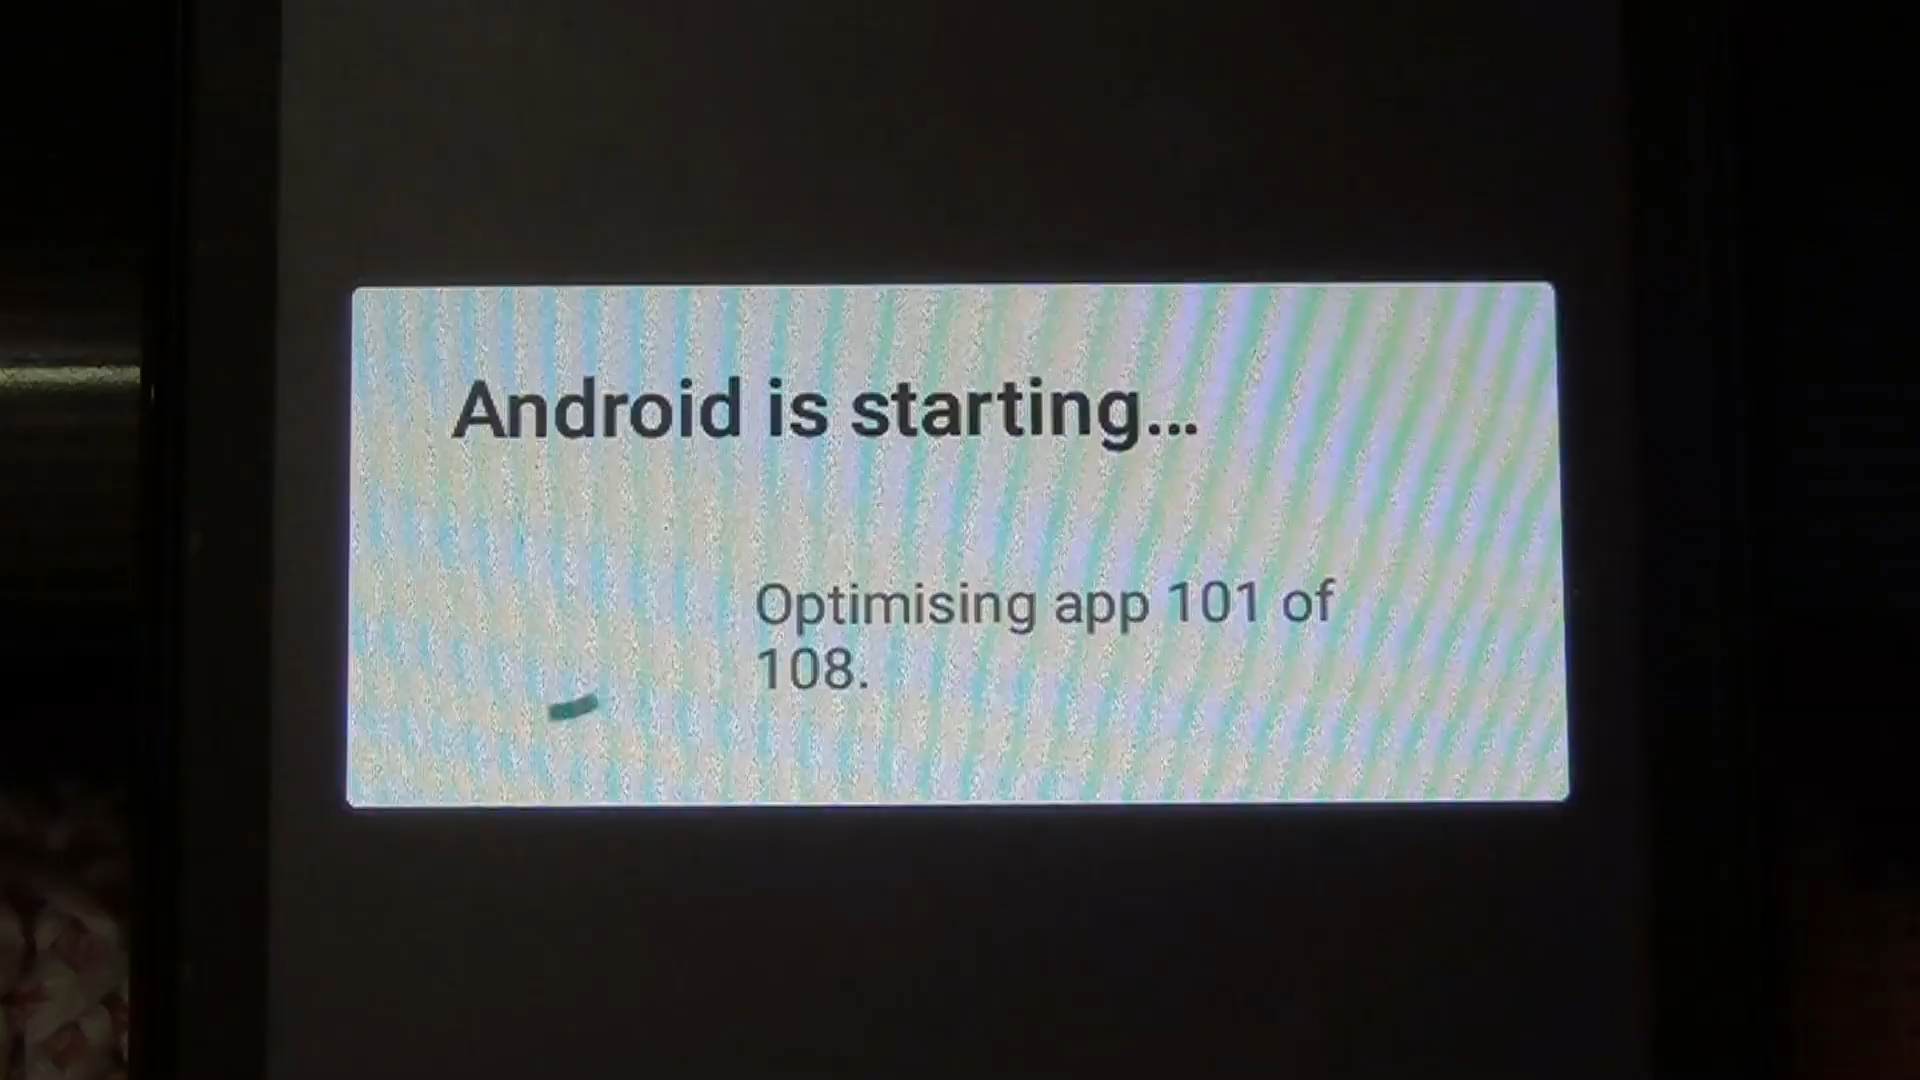 Android is starting...
Optimising app 101 of
108.